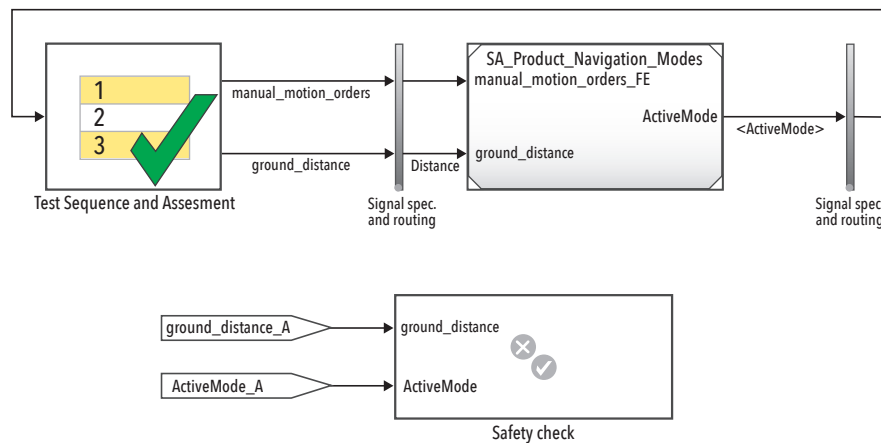 SA_Product_Navigation_Modes
1
2
3
manual_motion_orders
manual_motion_orders_FE
ActiveMode
<ActiveMode>
ground_distance
Distance
ground_distance
Test Sequence and Assesment
Signal spec.
and routing
Signal spec.
and routing
ground_distance_A
ground_distance
ActiveMode_A
ActiveMode
Safety check